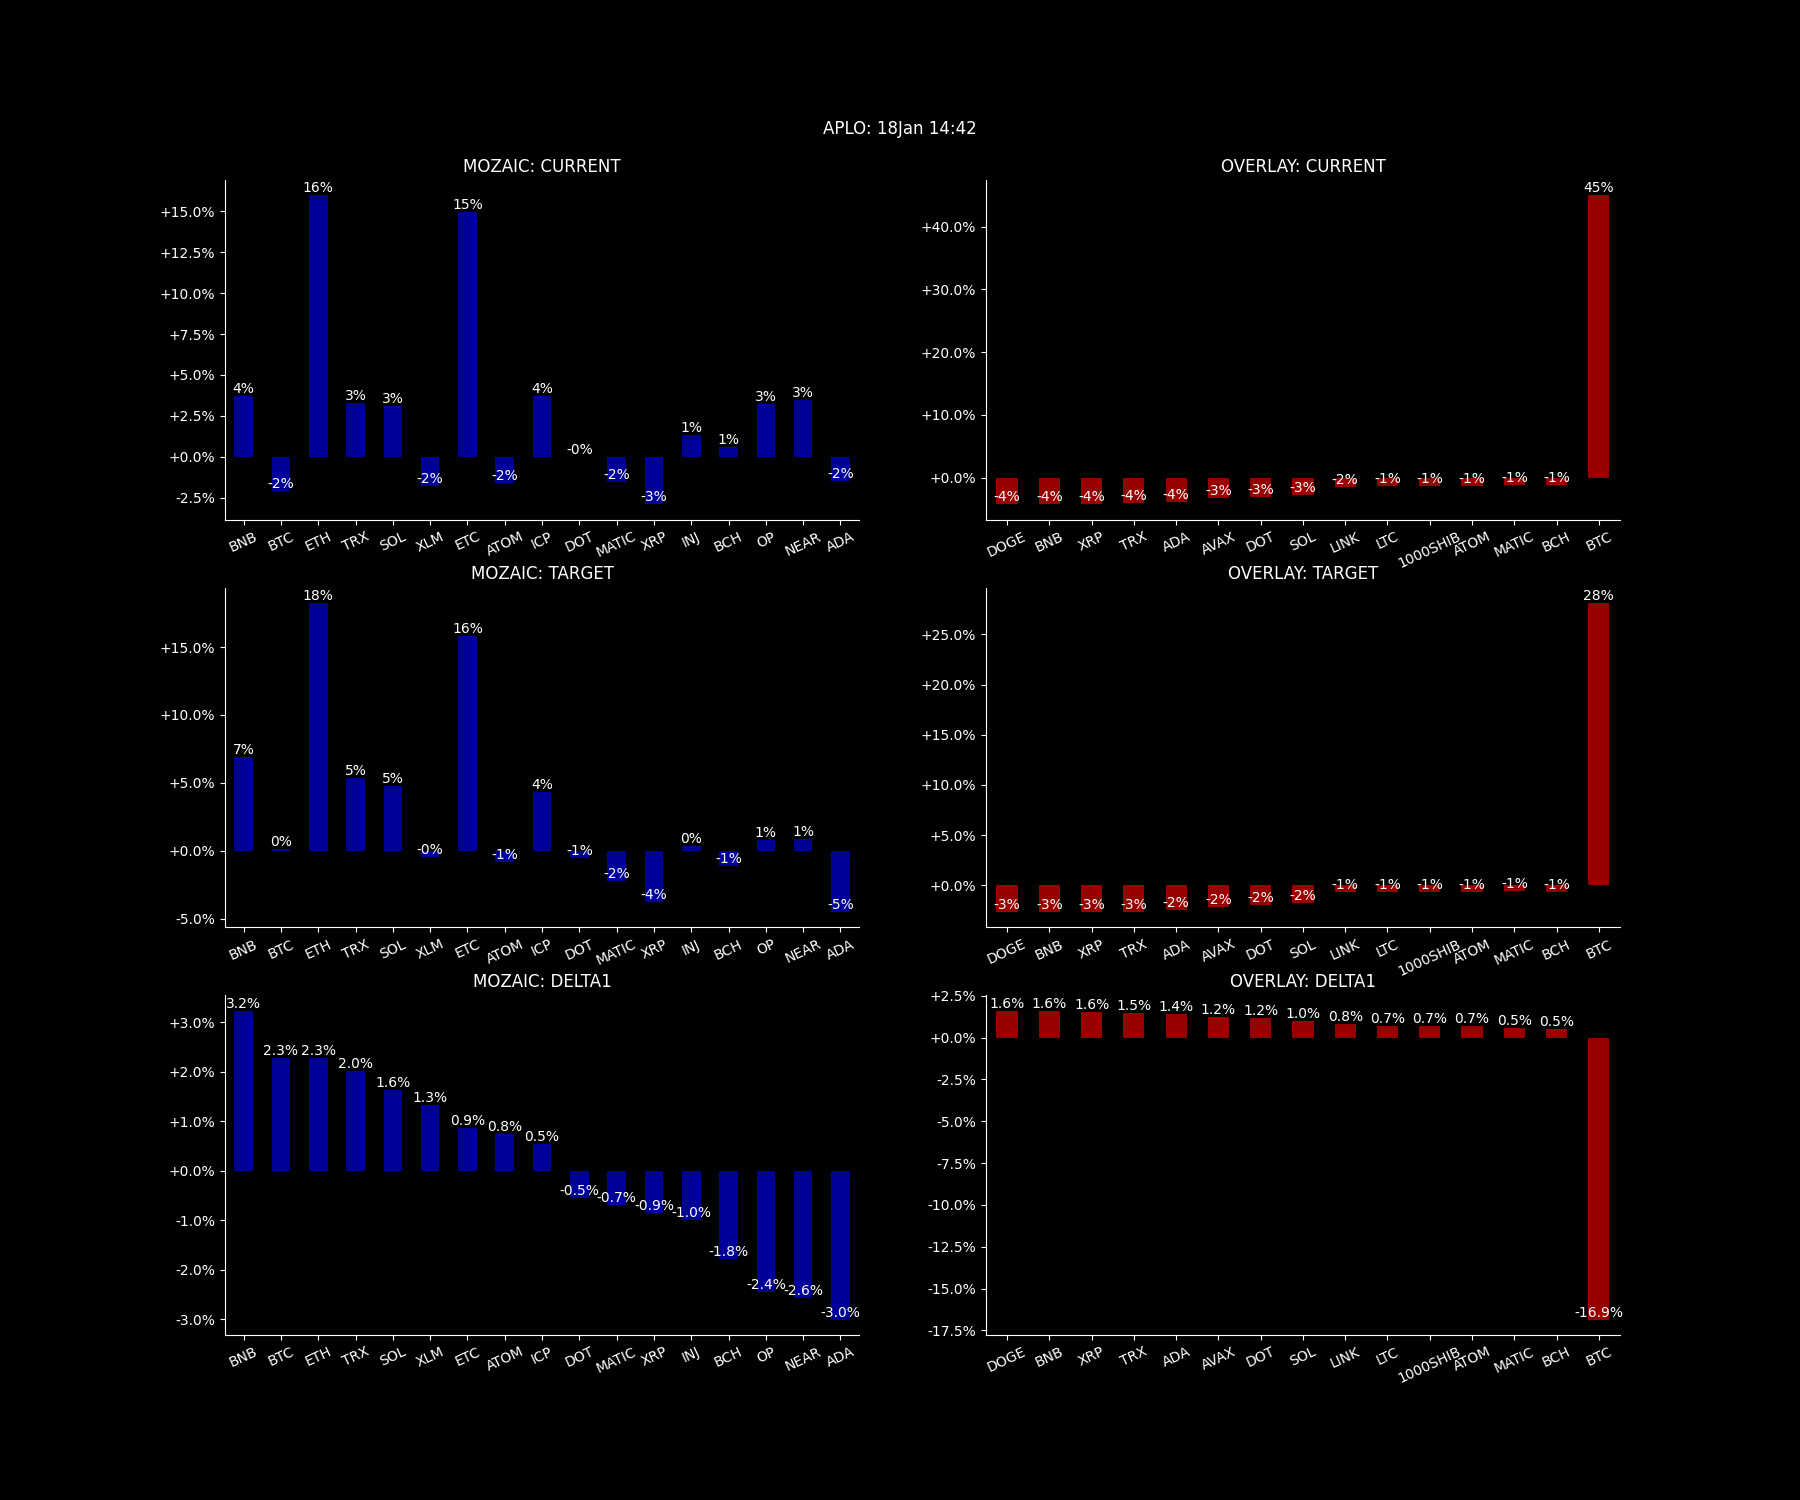 APLO: 18Jan 14:42
MOZAIC: CURRENT
+15.0%
+12.5%
+10.0%
+7.5%
+5.0%
+2.5%
+0.0%
-2.5%
4% -2% 16% 3% 3% -2% 15% -2% 4% -0% -2% -3% 1% 1% 3% 3% -2%
BNB BTC ETH TRX SOL XLM ETC ATOM ICP DOT MATIC XRP INJ BCH OP NEAR ADA
OVERLAY: CURRENT
+40.0%
+30.0%
+20.0%
+10.0%
+0.0%
-4% -4% -4% -4% -4% -3% -3% -3% -2% -1% -1% -1% -1% -1% 45%
DOGE BNB XRP TRX ADA AVAX DOT SOL LINK LTC 1000SHIB ATOM MATIC BCH BTC
MOZAIC: TARGET
+15.0%
+10.0%
+5.0%
+0.0%
-5.0%
7% 0% 18% 5% 5% -0% 16% -1% 4% -1% -2% -4% 0% -1% 1% 1% -5%
BNB BTC ETH TRX SOL XLM ETC ATOM ICP DOT MATIC XRP INJ BCH OP NEAR ADA
OVERLAY: TARGET
+25.0%
+20.0%
+15.0%
+10.0%
+5.0%
+0.0%
-3% -3% -3% -3% -2% -2% -2% -2% -1% -1% -1% -1% -1% -1% 28%
DOGE BNB XRP TRX ADA AVAX DOT SOL LINK LTC 1000SHIB ATOM MATIC BCH BTC
MOZAIC: DELTA1
+3.0%
+2.0%
+1.0%
+0.0%
-1.0%
-2.0%
-3.0%
3.2% 2.3% 2.3% 2.0% 1.6% 1.3% 0.9% 0.8% 0.5% -0.5% -0.7% -0.9% -1.0% -1.8% -2.4% -2.6% -3.0%
BNB BTC ETH TRX SOL XLM ETC ATOM ICP DOT MATIC XRP INJ BCH OP NEAR ADA
OVERLAY: DELTA1
+2.5%
+0.0%
-2.5%
-5.0%
-7.5%
-10.0%
-12.5%
-15.0%
-17.5%
1.6% 1.6% 1.6% 1.5% 1.4% 1.2% 1.2% 1.0% 0.8% 0.7% 0.7% 0.7% 0.5% 0.5% -16.9%
DOGE BNB XRP TRX ADA AVAX DOT SOL LINK LTC 1000SHIB ATOM MATIC BCH BTC